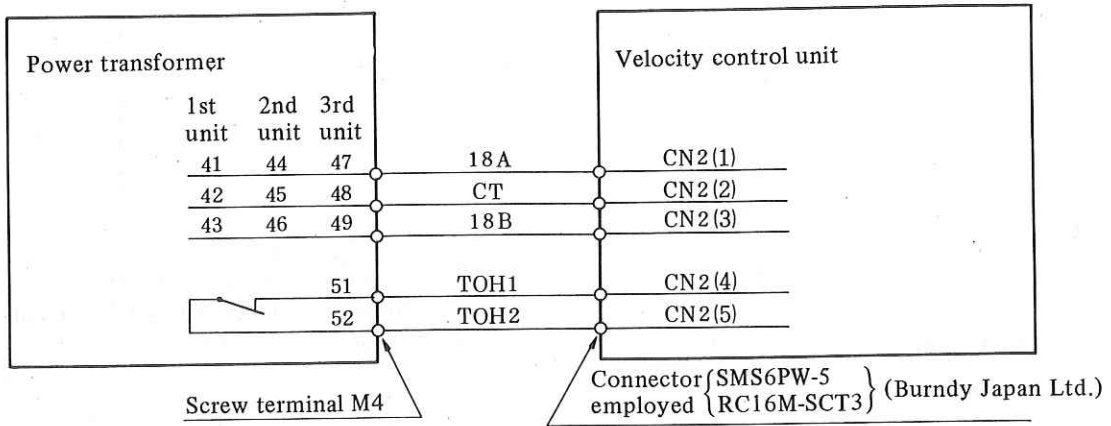 Power transformer
Velocity control unit
1st unit 2nd unit 3rd unit
41 44 47 18A CN2(1)
42 45 48 CT CN2(2)
43 46 49 18B CN2(3)
51 TOH1 CN2(4)
52 TOH2 CN2(5)
Screw terminal M4
Connector employed { SMS6PW-5 RC16M-SCT3 } (Burndy Japan Ltd.)